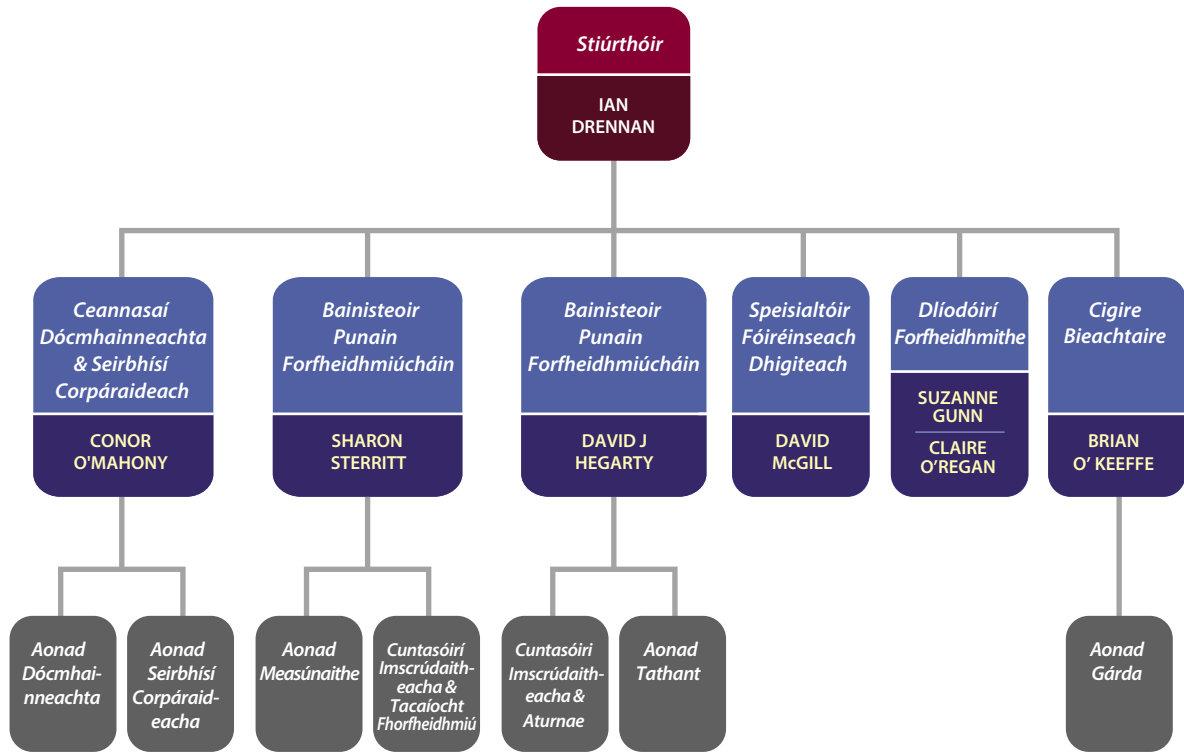 Stiúrthóir
IAN
DRENNAN
Ceannasaí
Dócmhainneachta
& Seirbhísí
Corpáraideach
CONOR
O'MAHONY
Bainisteoir
Punain
Forfheidhmiúcháin
SHARON
STERRITT
Bainisteoir
Punain
Forfheidhmiúcháin
DAVID J
HEGARTY
Speisialtóir
Fóiréinseach
Dhigiteach
DAVID
McGILL
Dlíodóirí
Forfheidhmithe
SUZANNE
GUNN
CLAIRE
O'REGAN
Cigire
Bieachtaire
BRIAN
O' KEEFFE
Aonad
Dócmhai-
nneachta
Aonad
Seirbhísí
Corpáraid-
eacha
Aonad
Measúnaithe
Cuntasóirí
Imscrúdaith-
eacha &
Tacaíocht
Fhorfheidhmiú
Cuntasóiri
Imscrúdaith-
eacha &
Aturnae
Aonad
Tathant
Aonad
Gárda